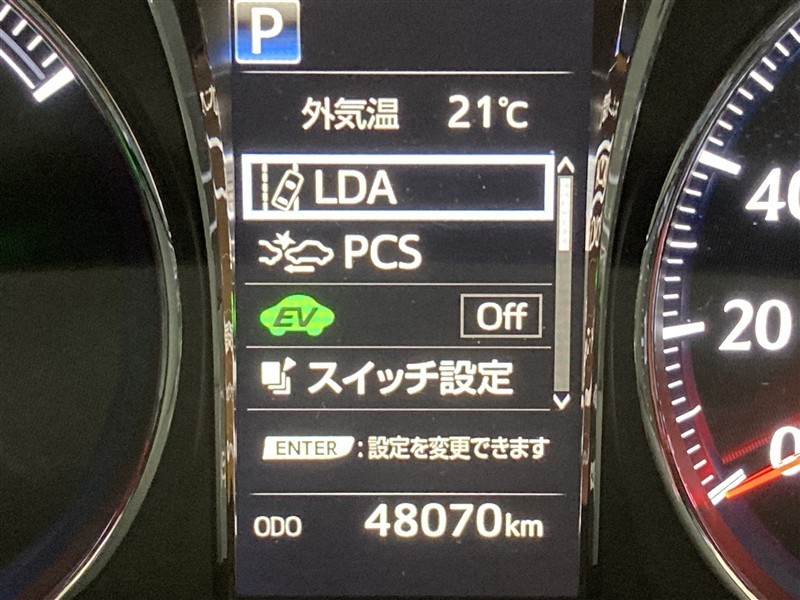 P
外気温 21℃
LDA
PCS
EV Off
スイッチ設定
ENTER:設定を変更できます
ODO 48070km
40
20
0